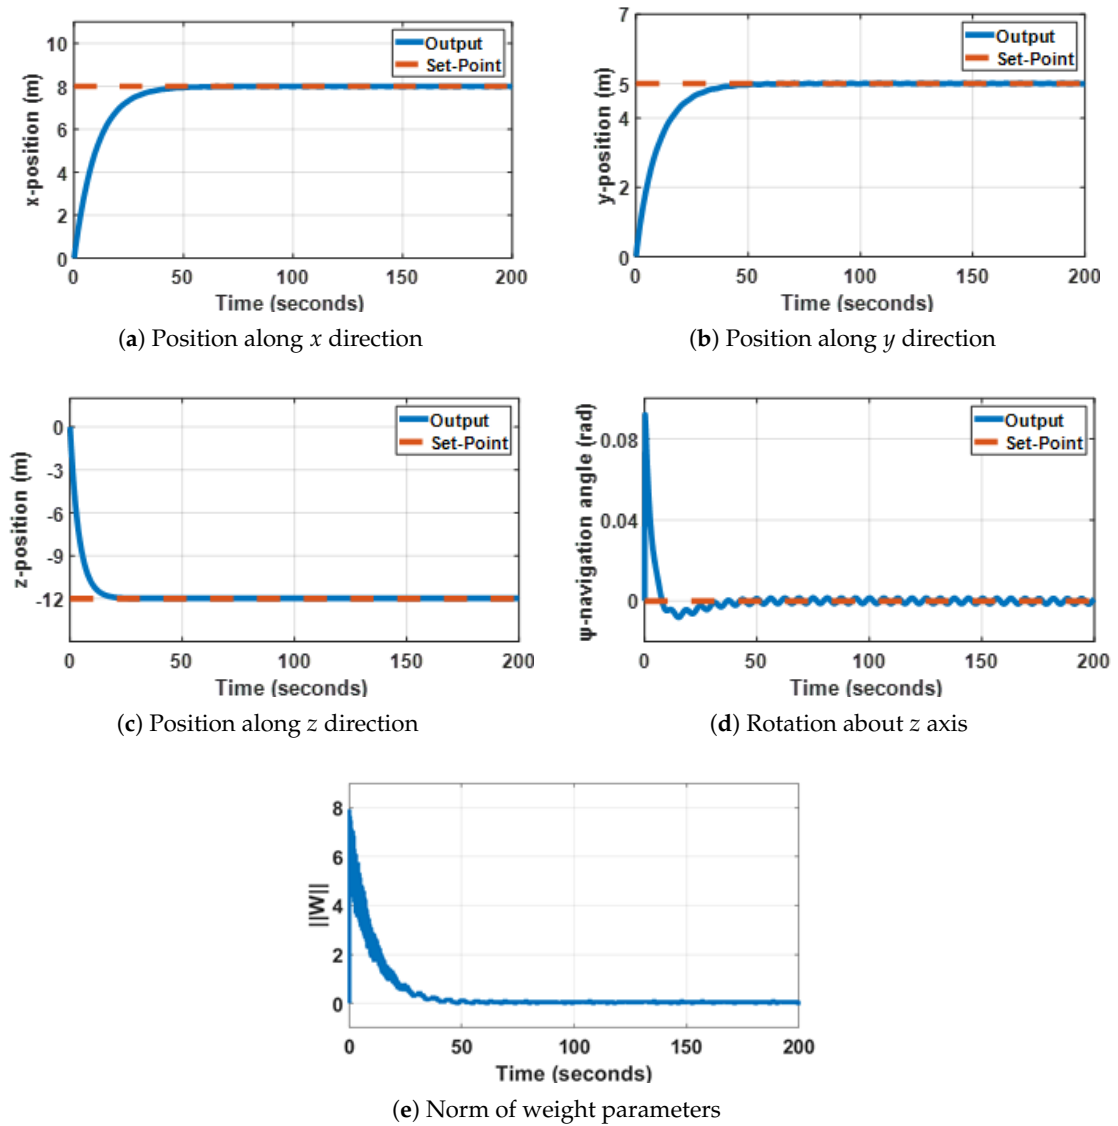 10
8
6
4
2
0
x-position (m)
Output
Set-Point
0 50 100 150 200
Time (seconds)
(a) Position along x direction
7
5
4
2
0
y-position (m)
Output
Set-Point
0 50 100 150 200
Time (seconds)
(b) Position along y direction
0
-3
-6
-9
-12
z-position (m)
Output
Set-Point
0 50 100 150 200
Time (seconds)
(c) Position along z direction
0.08
0.04
0
ψ-navigation angle (rad)
Output
Set-Point
0 50 100 150 200
Time (seconds)
(d) Rotation about z axis
8
6
4
2
0
||W||
0 50 100 150 200
Time (seconds)
(e) Norm of weight parameters